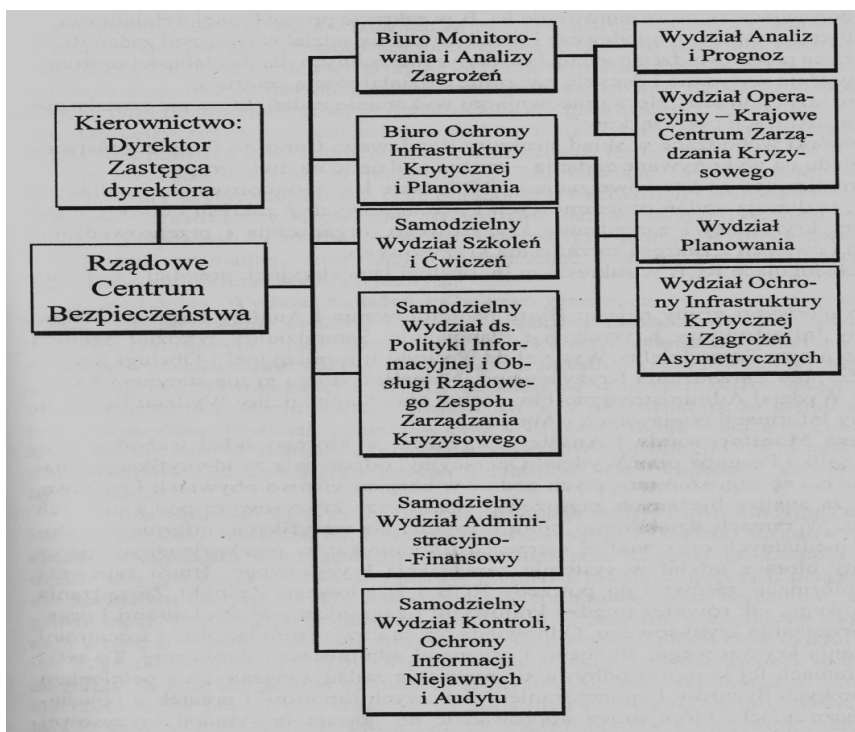 Kierownictwo:
Dyrektor
Zastępca
dyrektora
Rządowe
Centrum
Bezpieczeństwa
Biuro Monitoro-
wania i Analizy
Zagrożeń
Biuro Ochrony
Infrastruktury
Krytycznej
i Planowania
Samodzielny
Wydział Szkoleń
i Ćwiczeń
Samodzielny
Wydział ds.
Polityki Infor-
macyjnej i Ob-
sługi Rządowe-
go Zespołu
Zarządzania
Kryzysowego
Samodzielny
Wydział Admini-
stracyjno-
-Finansowy
Samodzielny
Wydział Kontroli,
Ochrony
Informacji
Niejawnych
i Audytu
Wydział Analiz
i Prognoz
Wydział Opera-
cyjny – Krajowe
Centrum Zarzą-
dzania Kryzy-
sowego
Wydział
Planowania
Wydział Ochro-
ny Infrastruktury
Krytycznej
i Zagrożeń
Asymetrycznych